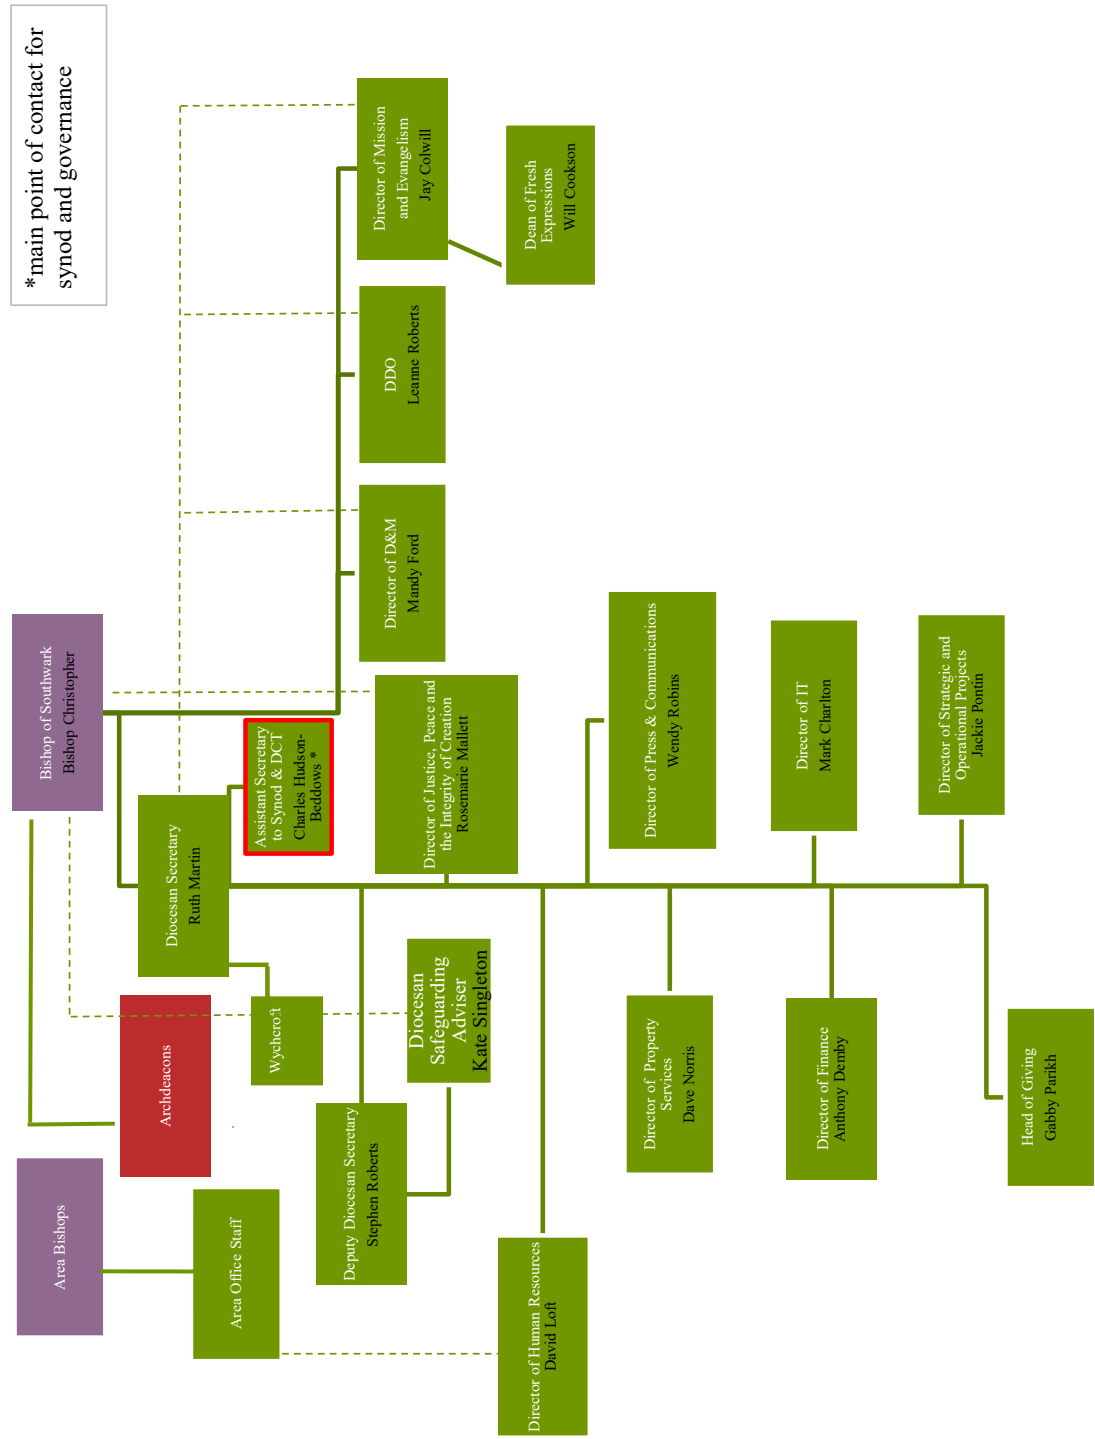 *main point of contact for
synod and governance
Bishop of Southwark
Bishop Christopher
Area Bishops
Archdeacons
Diocesan Secretary
Ruth Martin
Area Office Staff
Wychcroft
Assistant Secretary
to Synod & DCT
Charles Hudson-
Beddows *
Deputy Diocesan Secretary
Stephen Roberts
Diocesan
Safeguarding
Adviser
Kate Singleton
Director of Justice, Peace and
the Integrity of Creation
Rosemarie Mallett
Director of D&M
Mandy Ford
DDO
Leanne Roberts
Director of Mission
and Evangelism
Jay Colwill
Dean of Fresh
Expressions
Will Cookson
Director of Human Resources
David Loft
Director of Press & Communications
Wendy Robins
Director of Property
Services
Dave Norris
Director of IT
Mark Charlton
Director of Finance
Anthony Demby
Director of Strategic and
Operational Projects
Jackie Pontin
Head of Giving
Gabby Parikh